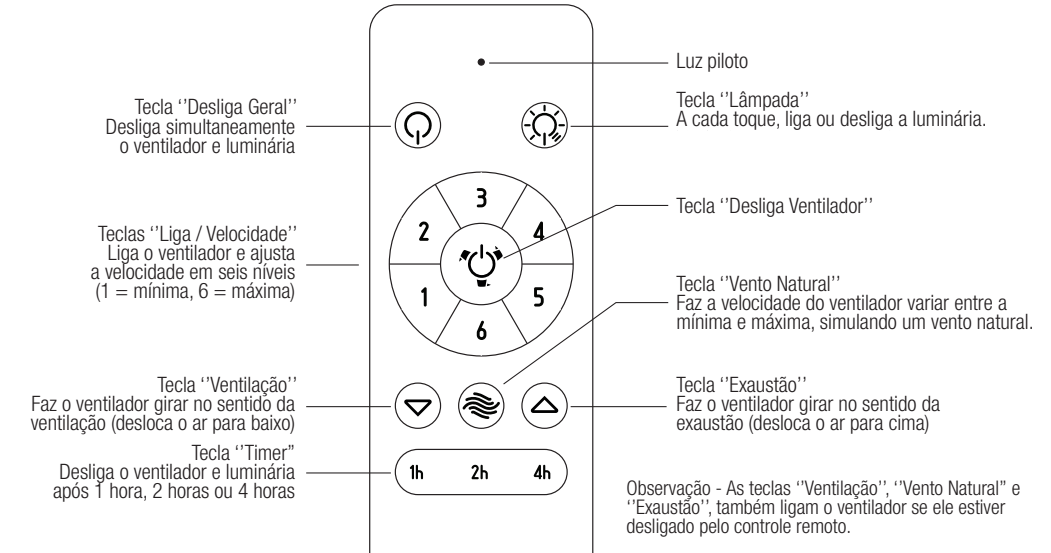 Luz piloto
Tecla ‘‘Desliga Geral’’
Desliga simultaneamente
o ventilador e luminária
Tecla ‘‘Lâmpada’’
A cada toque, liga ou desliga a luminária.
3
2
4
1
5
6
Tecla ‘‘Desliga Ventilador’’
Teclas ‘‘Liga / Velocidade’’
Liga o ventilador e ajusta
a velocidade em seis níveis
(1 = mínima, 6 = máxima)
Tecla ‘‘Vento Natural’’
Faz a velocidade do ventilador variar entre a
mínima e máxima, simulando um vento natural.
Tecla ‘‘Ventilação’’
Faz o ventilador girar no sentido da
ventilação (desloca o ar para baixo)
Tecla ‘‘Exaustão’’
Faz o ventilador girar no sentido da
exaustão (desloca o ar para cima)
Tecla ‘‘Timer”
Desliga o ventilador e luminária
após 1 hora, 2 horas ou 4 horas
1h 2h 4h
Observação - As teclas ‘‘Ventilação’’, ‘‘Vento Natural” e
‘‘Exaustão’’, também ligam o ventilador se ele estiver
desligado pelo controle remoto.